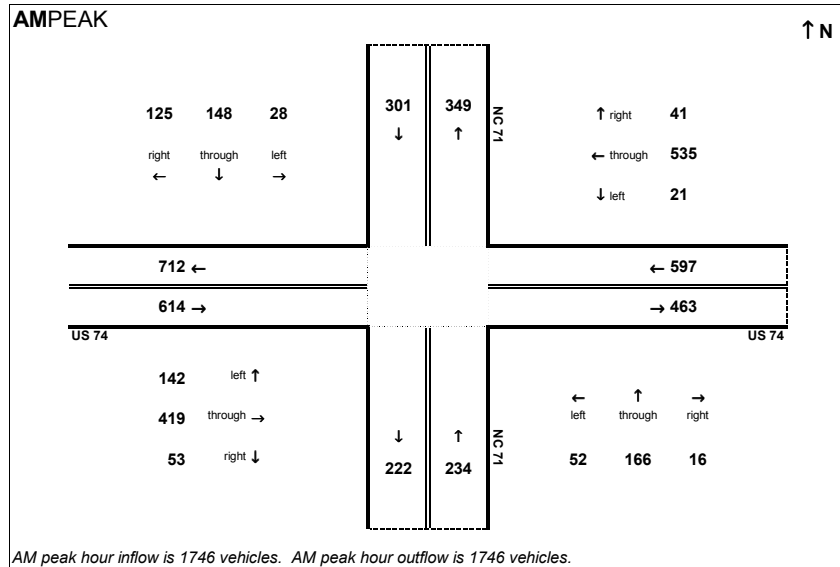 AMPEAK
↑ N
125 148 28
right through left
← ↓ →
301 349
↓ ↑
NC 71
↑ right 41
← through 535
↓ left 21
712 ←
← 597
614 →
→ 463
US 74
US 74
142 left ↑
419 through →
53 right ↓
↓ ↑
222 234
NC 71
← ↑ →
left through right
52 166 16
AM peak hour inflow is 1746 vehicles. AM peak hour outflow is 1746 vehicles.